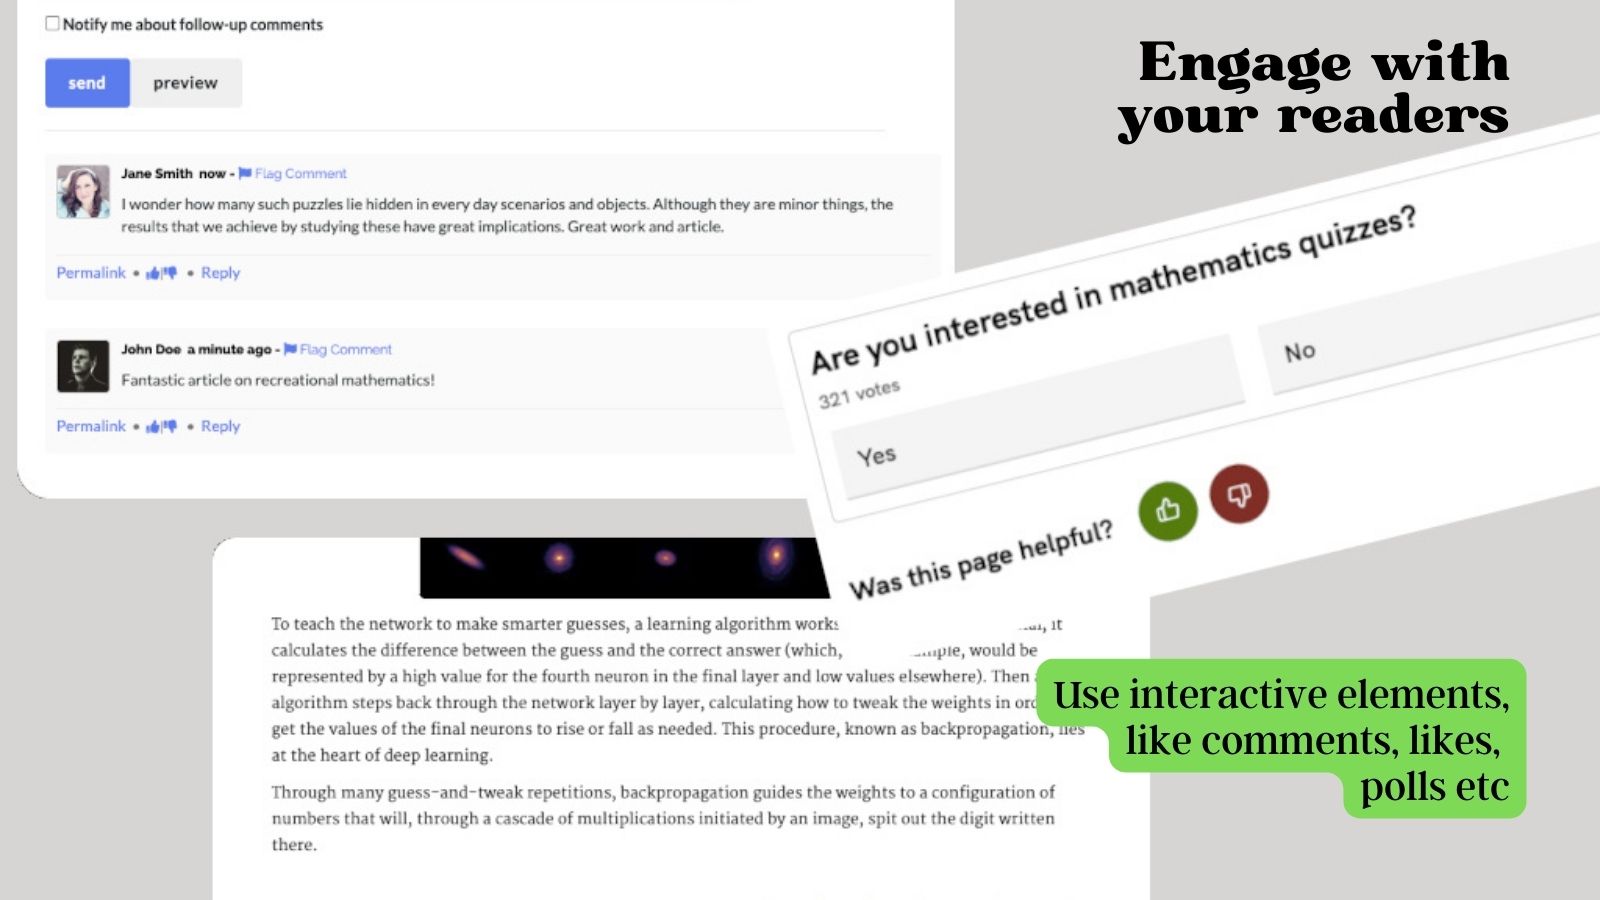 Notify me about follow-up comments
send preview
Jane Smith now - Flag Comment
I wonder how many such puzzles lie hidden in every day scenarios and objects. Although they are minor things, the
results that we achieve by studying these have great implications. Great work and article.
Permalink • | • Reply
John Doe a minute ago - Flag Comment
Fantastic article on recreational mathematics!
Permalink • | • Reply
Engage with
your readers
Are you interested in mathematics quizzes?
321 votes
Yes
No
Was this page helpful?
To teach the network to make smarter guesses, a learning algorithm works it
calculates the difference between the guess and the correct answer (which, would be
represented by a high value for the fourth neuron in the final layer and low values elsewhere). Then
algorithm steps back through the network layer by layer, calculating how to tweak the weights in
get the values of the final neurons to rise or fall as needed. This procedure, known as backpropagation, lies
at the heart of deep learning.
Through many guess-and-tweak repetitions, backpropagation guides the weights to a configuration of
numbers that will, through a cascade of multiplications initiated by an image, spit out the digit written
there.
Use interactive elements,
like comments, likes,
polls etc